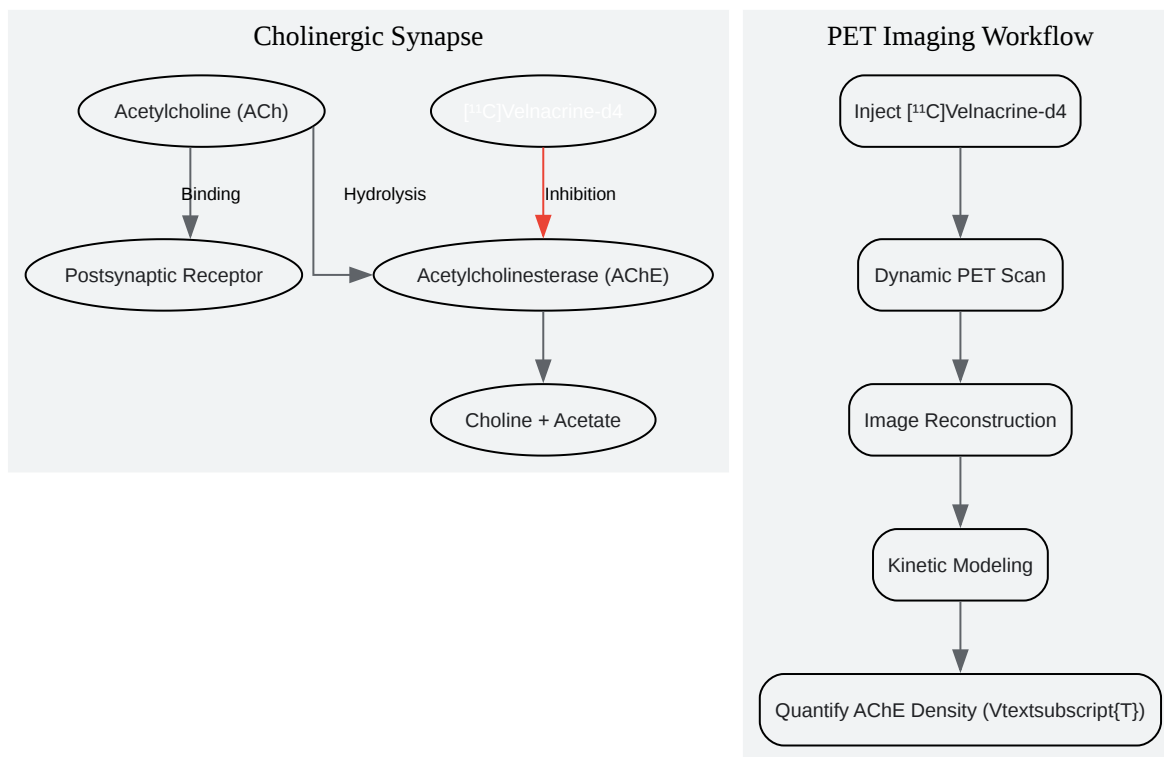 Cholinergic Synapse
Acetylcholine (ACh)
[¹¹C]Velnacrine-d4
Binding
Hydrolysis
Inhibition
Postsynaptic Receptor
Acetylcholinesterase (AChE)
Choline + Acetate
PET Imaging Workflow
Inject [¹¹C]Velnacrine-d4
Dynamic PET Scan
Image Reconstruction
Kinetic Modeling
Quantify AChE Density (Vtextsubscript{T})